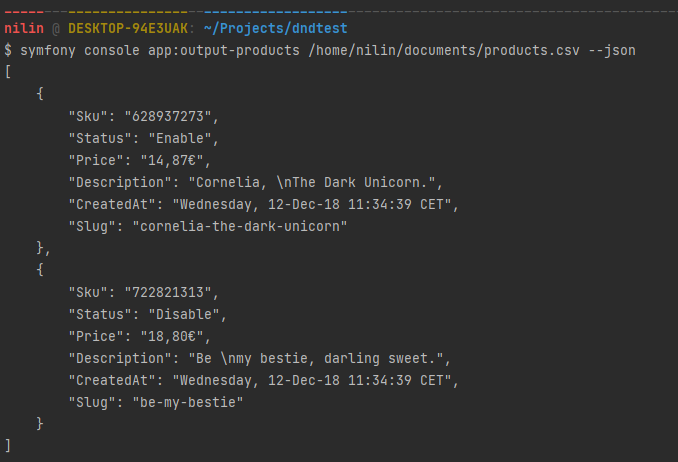 nilin @ DESKTOP-94E3UAK: ~/Projects/dndtest
$ symfony console app:output-products /home/nilin/documents/products.csv --json
[
    {
        "Sku": "628937273",
        "Status": "Enable",
        "Price": "14,87€",
        "Description": "Cornelia, \nThe Dark Unicorn.",
        "CreatedAt": "Wednesday, 12-Dec-18 11:34:39 CET",
        "Slug": "cornelia-the-dark-unicorn"
    },
    {
        "Sku": "722821313",
        "Status": "Disable",
        "Price": "18,80€",
        "Description": "Be \nmy bestie, darling sweet.",
        "CreatedAt": "Wednesday, 12-Dec-18 11:34:39 CET",
        "Slug": "be-my-bestie"
    }
]